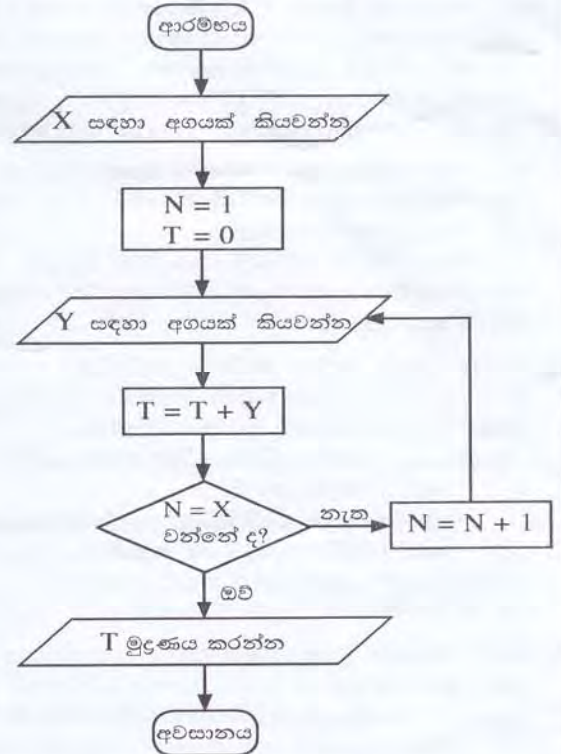 ආරම්භය
X සඳහා අගයක් කියවන්න
N = 1
T = 0
Y සඳහා අගයක් කියවන්න
T = T + Y
N = X
වන්නේ ද?
නැත
N = N + 1
ඔව්
T මුද්‍රණය කරන්න
අවසානය